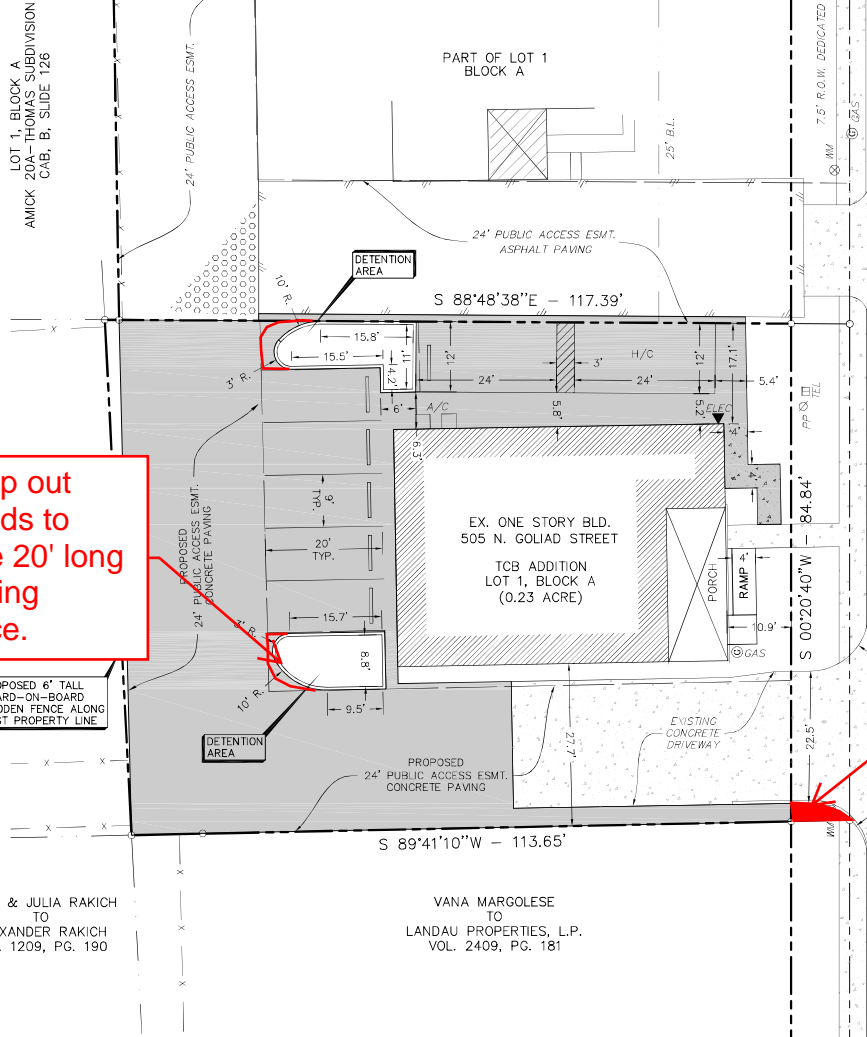 LOT 1, BLOCK A
AMICK 20A-THOMAS SUBDIVISION
CAB, B, SLIDE 126
24' PUBLIC ACCESS ESMT.
PART OF LOT 1
BLOCK A
25' B.L.
7.5' R.O.W. DEDICATED
GAS
WM
24' PUBLIC ACCESS ESMT.
ASPHALT PAVING
DETENTION
AREA
10' R.
S 88°48'38"E - 117.39'
15.8'
15.5'
11'
4.2'
3' R.
6'
12'
24'
3'
H/C
24'
12'
17.1'
5.4'
A/C
6.3'
5.8'
5.2'
ELEC
4'
PP
TEL
p out
ds to
e 20' long
ing
ce.
PROPOSED
24' PUBLIC ACCESS ESMT.
CONCRETE PAVING
9'
TYP.
20'
TYP.
15.7'
3' R.
8.8'
10' R.
9.5'
EX. ONE STORY BLD.
505 N. GOLIAD STREET
TCB ADDITION
LOT 1, BLOCK A
(0.23 ACRE)
PORCH
RAMP
4'
10.9'
G GAS
S 00°20'40"W - 84.84'
OPOSED 6' TALL
ARD-ON-BOARD
ODEN FENCE ALONG
ST PROPERTY LINE
DETENTION
AREA
27.7'
EXISTING
CONCRETE
DRIVEWAY
22.5'
PROPOSED
24' PUBLIC ACCESS ESMT.
CONCRETE PAVING
WM
S 89°41'10"W - 113.65'
& JULIA RAKICH
TO
XANDER RAKICH
. 1209, PG. 190
VANA MARGOLESE
TO
LANDAU PROPERTIES, L.P.
VOL. 2409, PG. 181